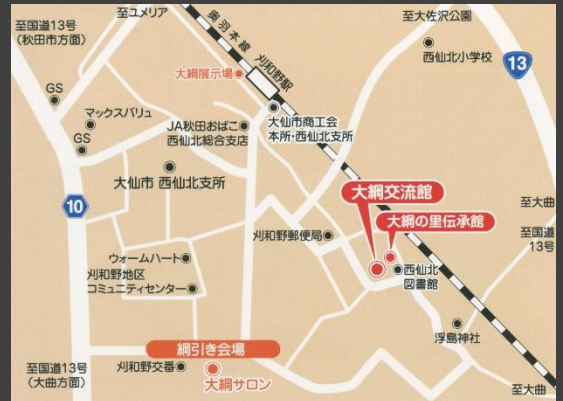 至国道13号
(秋田市方面)
至ユメリア
奥羽本線
刈和野駅
至大佐沢公園
西仙北小学校
13
大綱展示場
GS
マックスバリュ
GS
JA秋田おばこ
西仙北総合支店
大仙市商工会
本所・西仙北支所
大仙市 西仙北支所
10
大綱交流館
大綱の里伝承館
至大曲
至国道
13号
刈和野郵便局
ウォームハート
刈和野地区
コミュニティセンター
西仙北
図書館
浮島神社
綱引き会場
至国道13号
(大曲方面)
刈和野交番
大綱サロン
至大曲